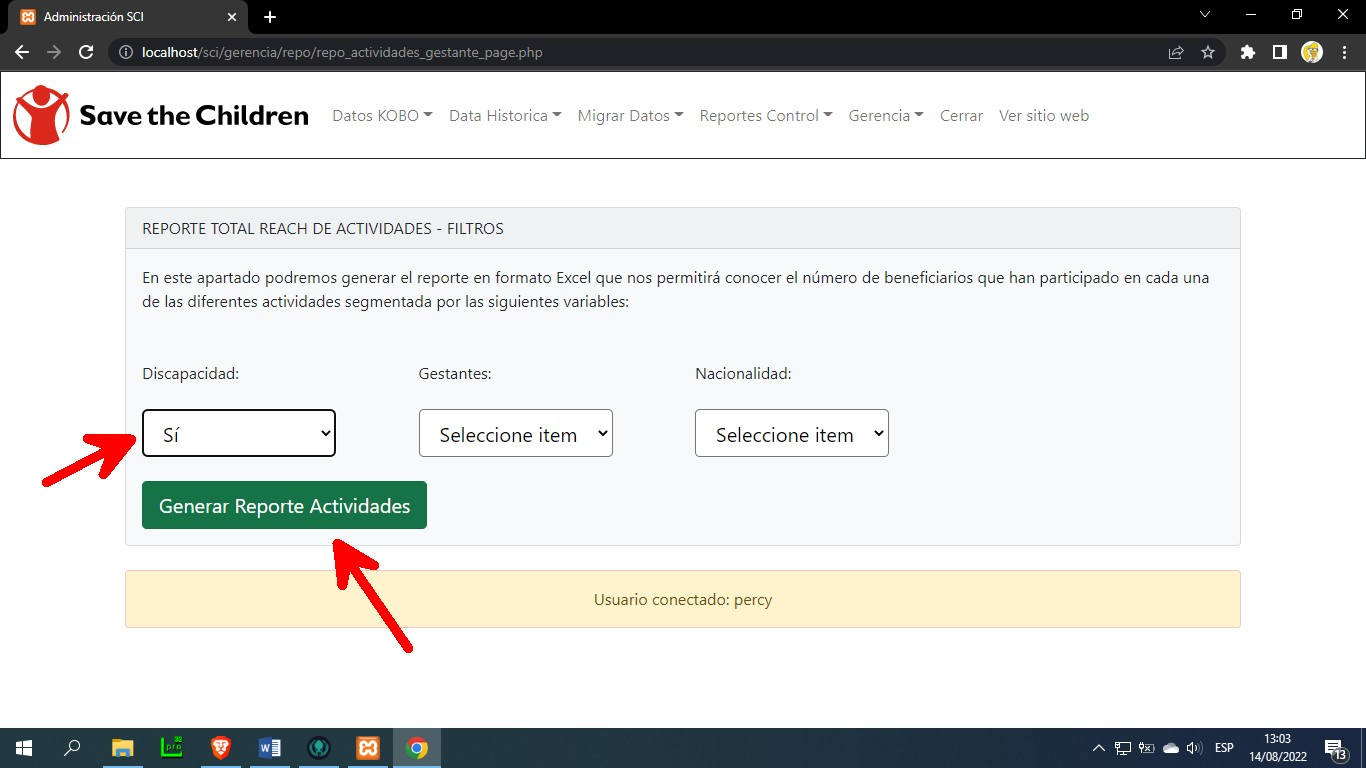 Administración SCI
localhost/sci/gerencia/repo/repo_actividades_gestante_page.php
Save the Children Datos KOBO Data Historica Migrar Datos Reportes Control Gerencia Cerrar Ver sitio web
REPORTE TOTAL REACH DE ACTIVIDADES - FILTROS
En este apartado podremos generar el reporte en formato Excel que nos permitirá conocer el número de beneficiarios que han participado en cada una
de las diferentes actividades segmentada por las siguientes variables:
Discapacidad: Gestantes: Nacionalidad:
Sí Seleccione item Seleccione item
Generar Reporte Actividades
Usuario conectado: percy
ESP
13:03
14/08/2022
13